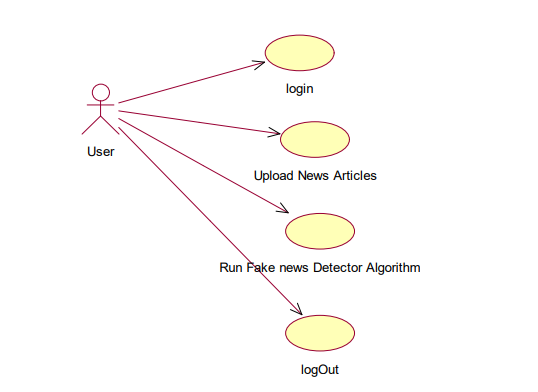 login
User
Upload News Articles
Run Fake news Detector Algorithm
logOut